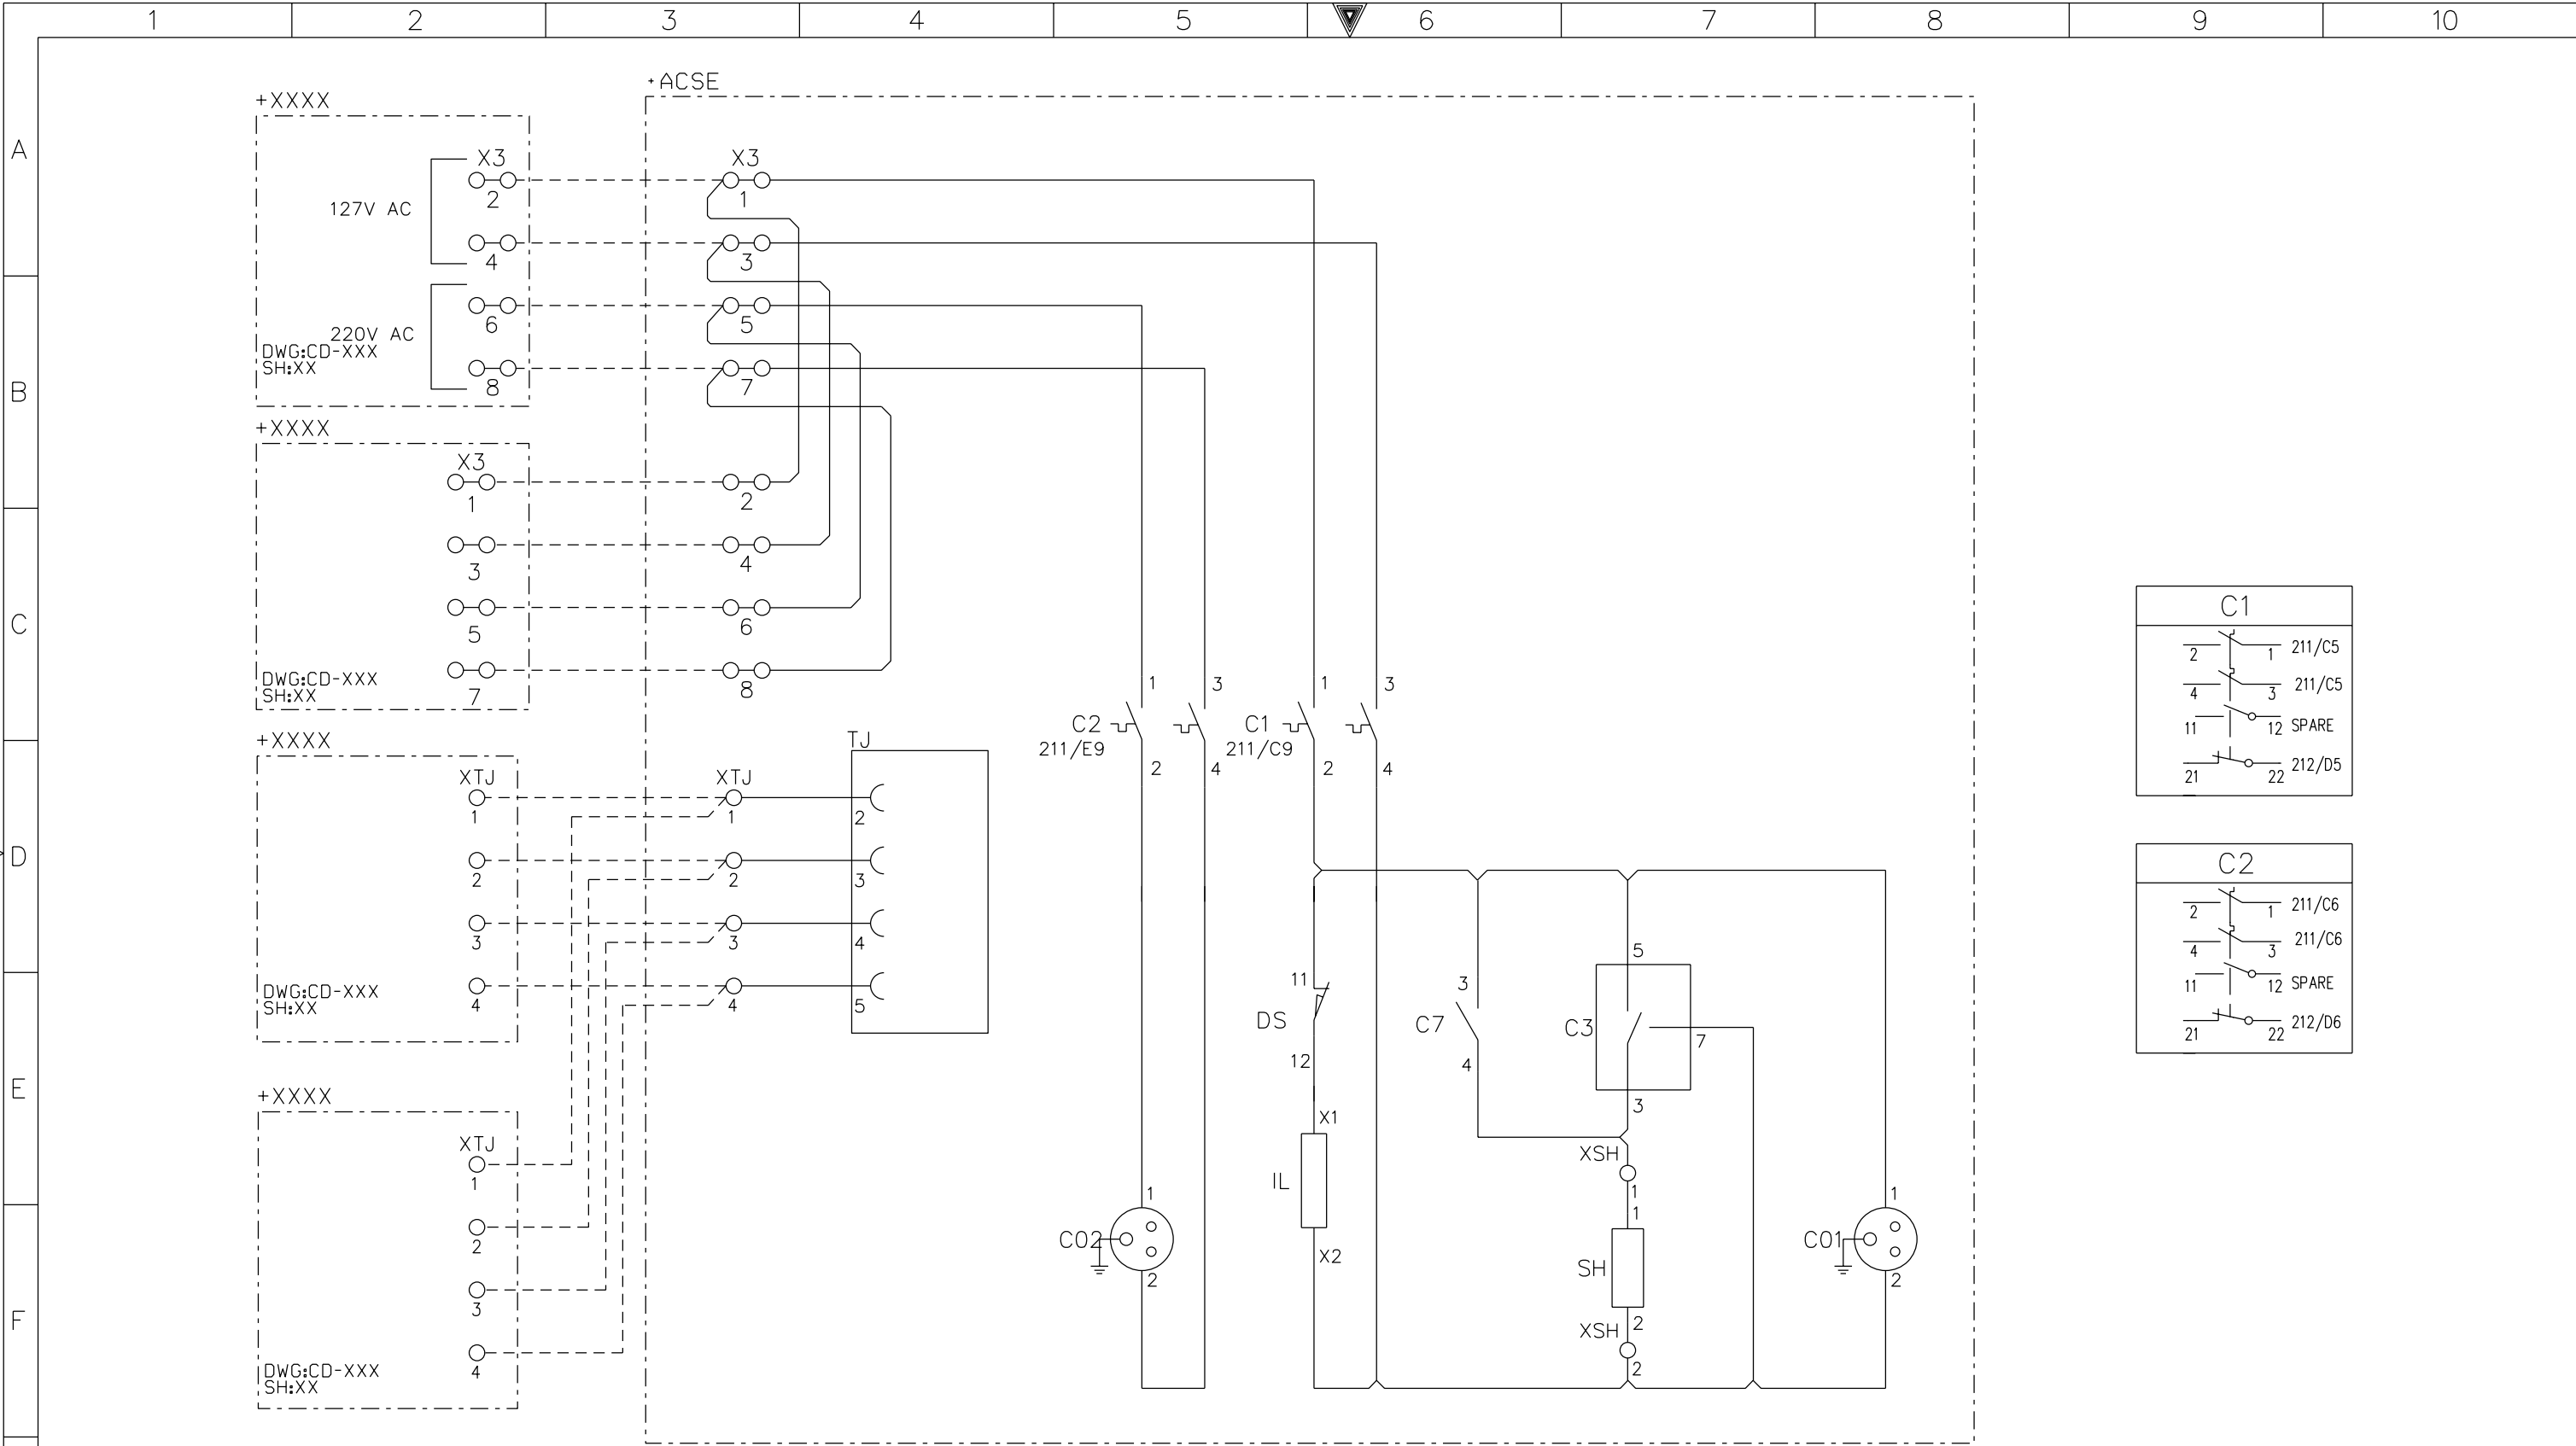 1 2 3 4 5 6 7 8 9 10
A
B
C
D
E
F
+XXXX
127V AC
220V AC
X3
2
4
6
8
DWG:CD-XXX
SH:XX
+XXXX
X3
1
3
5
7
DWG:CD-XXX
SH:XX
+XXXX
XTJ
1
2
3
4
DWG:CD-XXX
SH:XX
+XXXX
XTJ
1
2
3
4
DWG:CD-XXX
SH:XX
+ACSE
X3
1
3
5
7
2
4
6
8
XTJ
1
2
3
4
TJ
2
3
4
5
1 3
C2
211/E9
2 4
1 3
C1
211/C9
2 4
CO2
1
2
11
DS
12
X1
IL
X2
3
C7
4
5
C3
7
3
XSH
1
1
SH
2
XSH
2
CO1
1
2
C1
2 1 211/C5
4 3 211/C5
11 12 SPARE
21 22 212/D5
C2
2 1 211/C6
4 3 211/C6
11 12 SPARE
21 22 212/D6